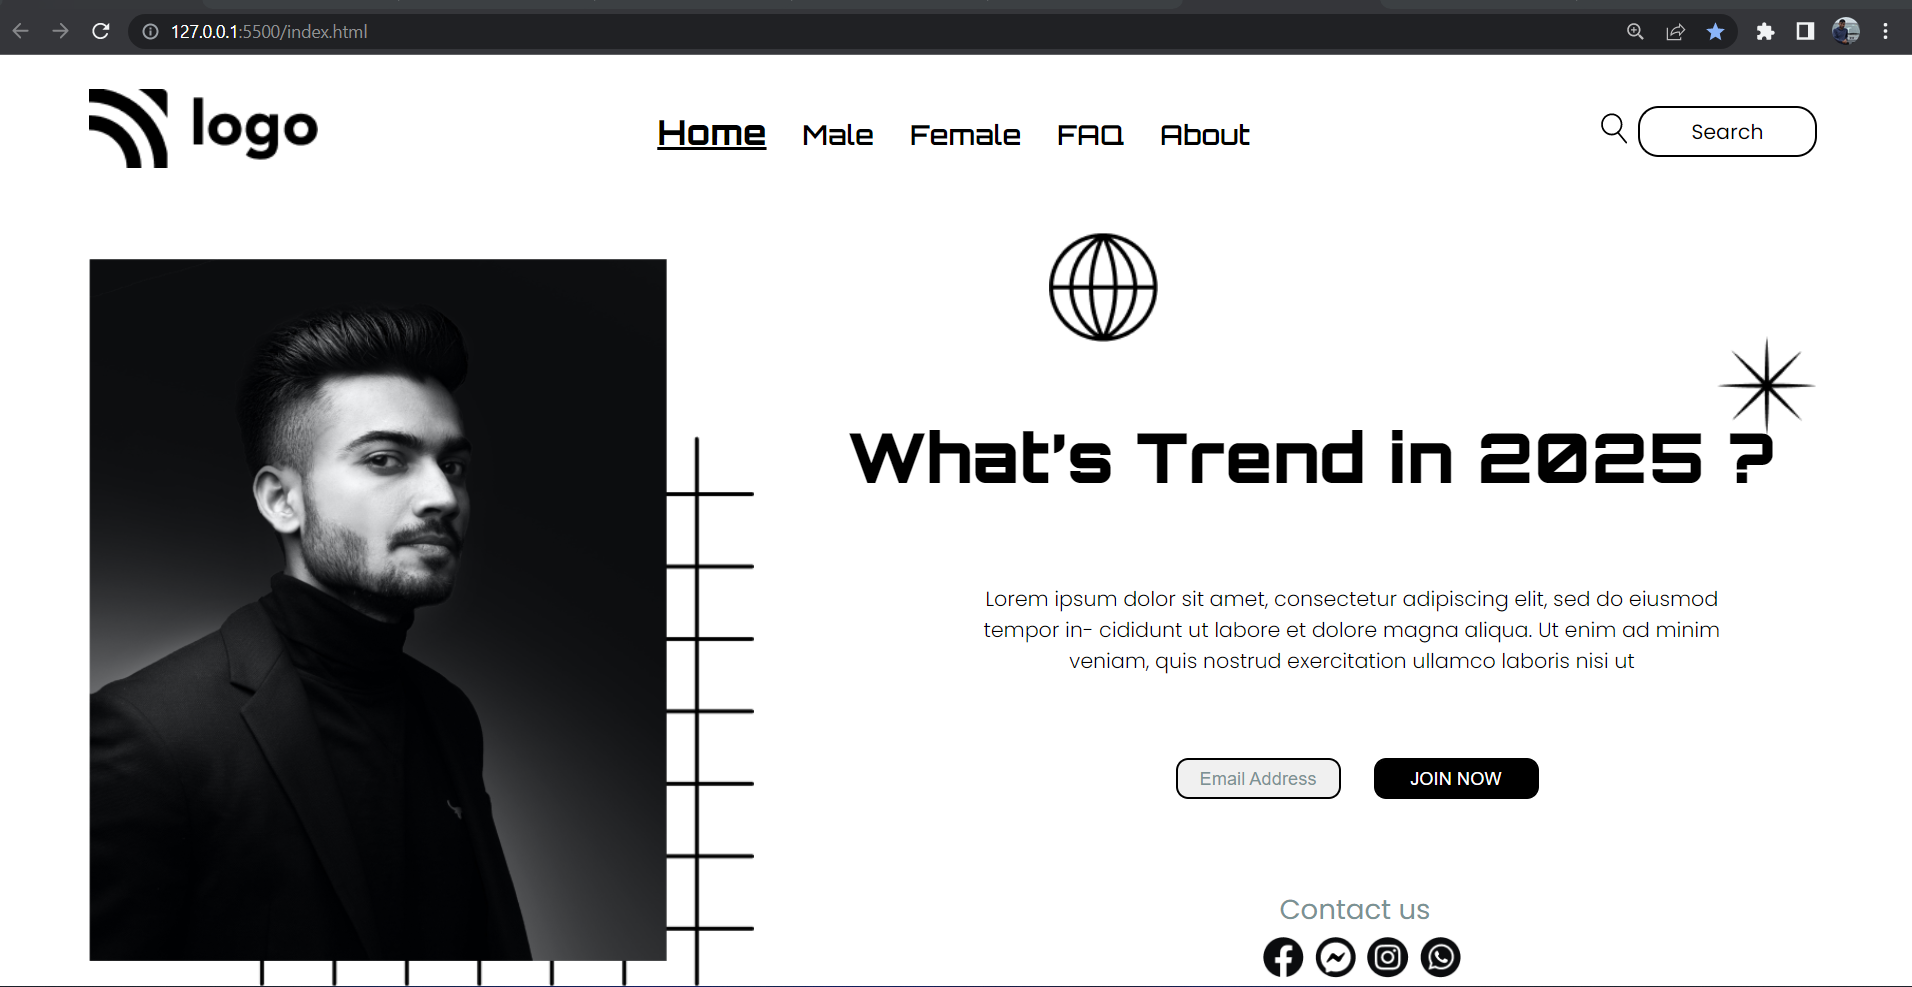 127.0.0.1:5500/index.html
logo
Home Male Female FAQ About
Search
What's Trend in 2025 ?
Lorem ipsum dolor sit amet, consectetur adipiscing elit, sed do eiusmod
tempor in- cididunt ut labore et dolore magna aliqua. Ut enim ad minim
veniam, quis nostrud exercitation ullamco laboris nisi ut
Email Address JOIN NOW
Contact us